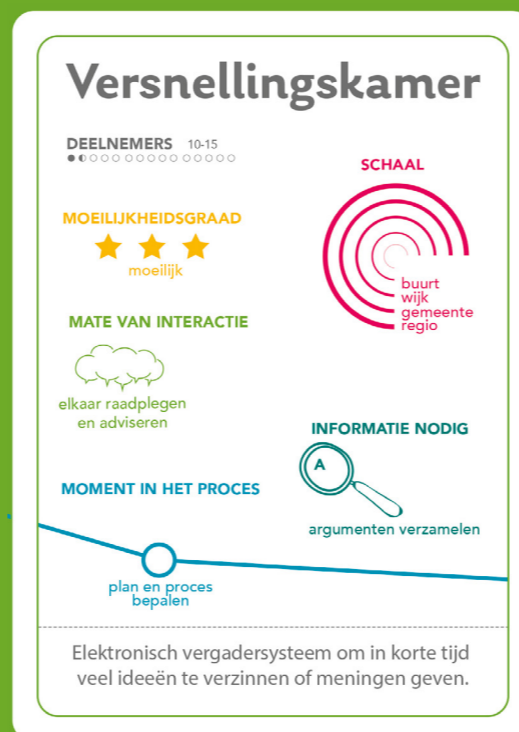 Versnellingskamer
DEELNEMERS 10-15
MOEILIJKHEIDSGRAAD
moeilijk
SCHAAL
buurt
wijk
gemeente
regio
MATE VAN INTERACTIE
elkaar raadplegen
en adviseren
INFORMATIE NODIG
A
argumenten verzamelen
MOMENT IN HET PROCES
plan en proces
bepalen
Elektronisch vergadersysteem om in korte tijd
veel ideeën te verzinnen of meningen geven.